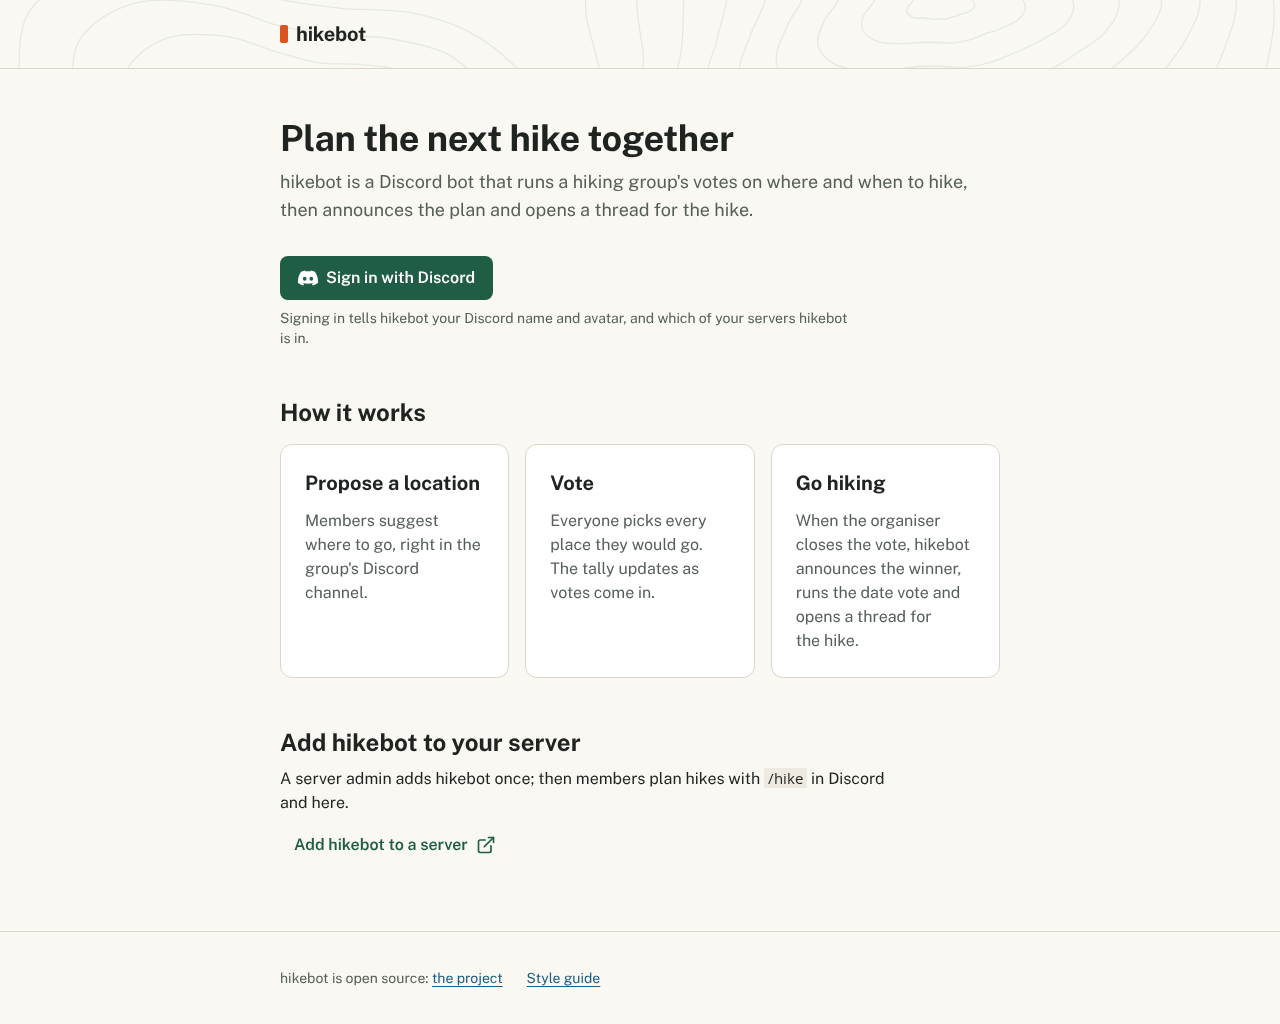 hikebot
Plan the next hike together
hikebot is a Discord bot that runs a hiking group's votes on where and when to hike,
then announces the plan and opens a thread for the hike.
Sign in with Discord
Signing in tells hikebot your Discord name and avatar, and which of your servers hikebot
is in.
How it works
Propose a location
Members suggest
where to go, right in the
group's Discord
channel.
Vote
Everyone picks every
place they would go.
The tally updates as
votes come in.
Go hiking
When the organiser
closes the vote, hikebot
announces the winner,
runs the date vote and
opens a thread for
the hike.
Add hikebot to your server
A server admin adds hikebot once; then members plan hikes with /hike in Discord
and here.
Add hikebot to a server
hikebot is open source: the project Style guide